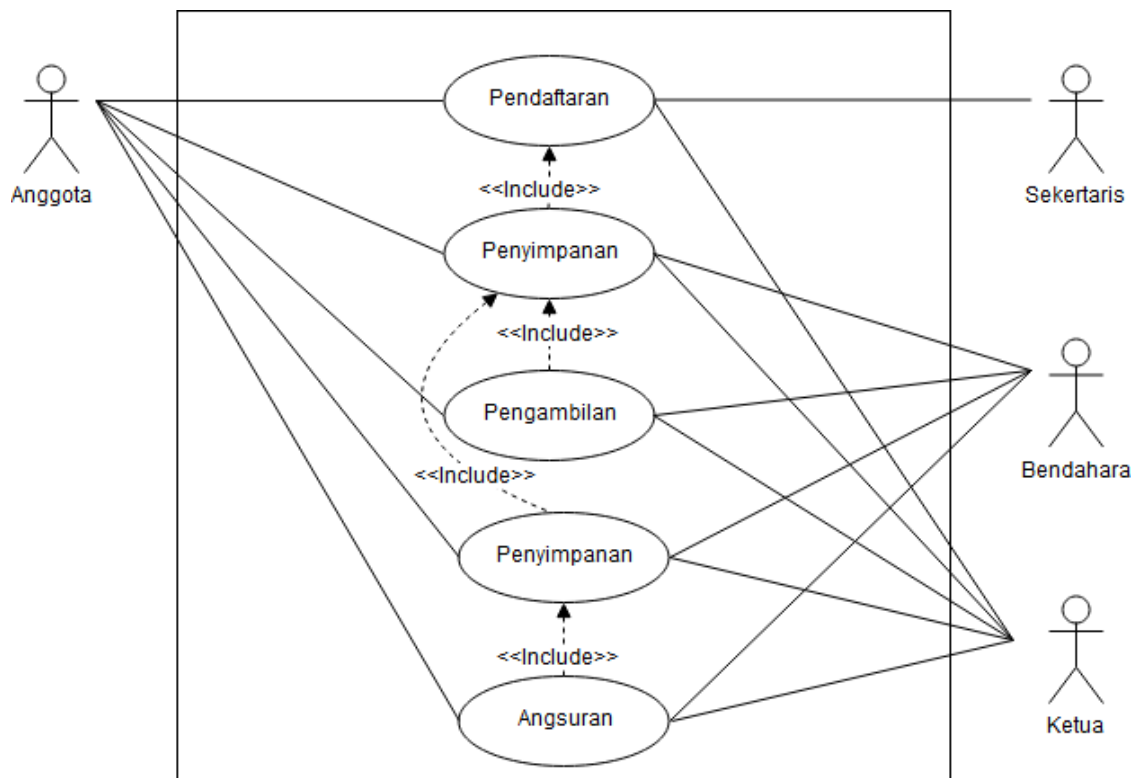 Pendaftaran
Anggota
<<Include>>
Sekertaris
Penyimpanan
<<Include>>
Pengambilan
<<Include>>
Bendahara
Penyimpanan
<<Include>>
Angsuran
Ketua